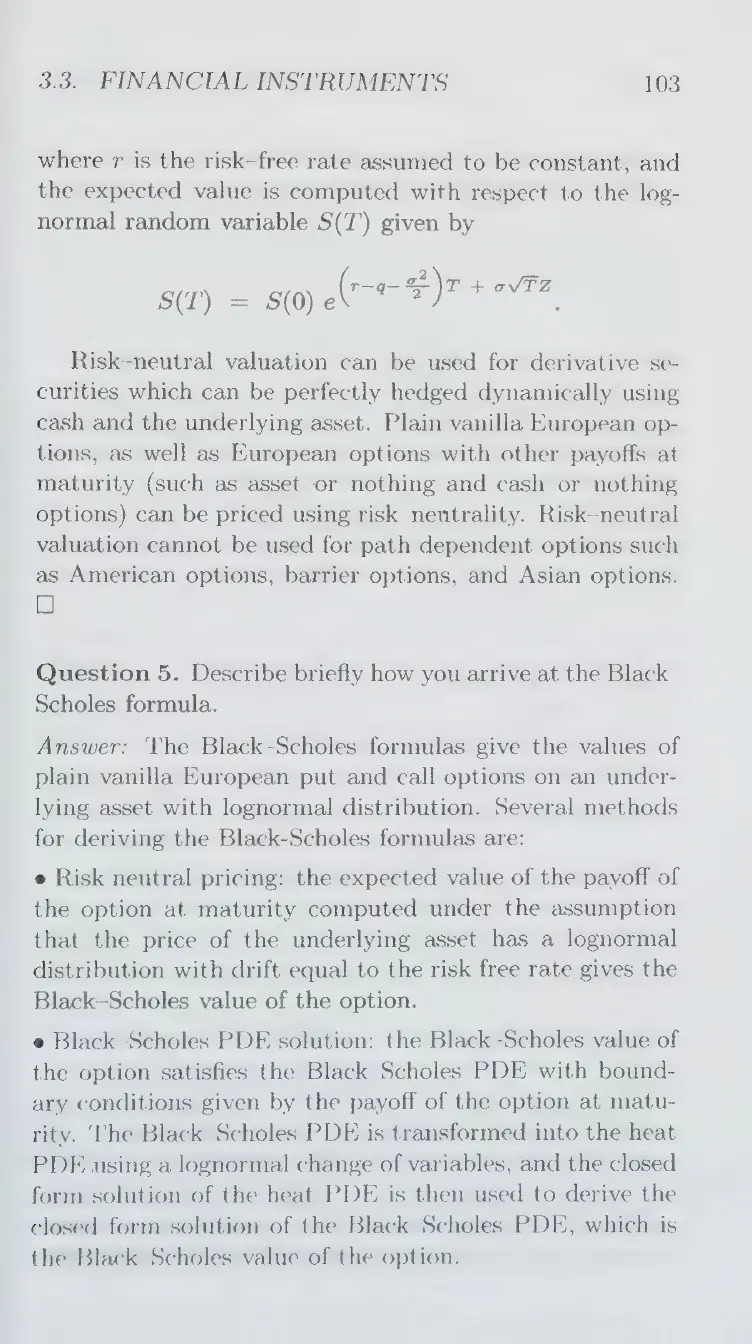 3.3. FINANCIAL INSTRUMENTS 103
where r is the risk–free rate assumed to be constant, and
the expected value is computed with respect to the log-
normal random variable S(T) given by
S(T) = S(0) e^{(r−q−σ²/2)T + σ√T Z}.
Risk–neutral valuation can be used for derivative se-
curities which can be perfectly hedged dynamically using
cash and the underlying asset. Plain vanilla European op-
tions, as well as European options with other payoffs at
maturity (such as asset or nothing and cash or nothing
options) can be priced using risk neutrality. Risk–neutral
valuation cannot be used for path dependent options such
as American options, barrier options, and Asian options.
□
Question 5. Describe briefly how you arrive at the Black
Scholes formula.
Answer: The Black-Scholes formulas give the values of
plain vanilla European put and call options on an under-
lying asset with lognormal distribution. Several methods
for deriving the Black-Scholes formulas are:
• Risk neutral pricing: the expected value of the payoff of
the option at maturity computed under the assumption
that the price of the underlying asset has a lognormal
distribution with drift equal to the risk free rate gives the
Black–Scholes value of the option.
• Black Scholes PDE solution: the Black-Scholes value of
the option satisfies the Black Scholes PDE with bound-
ary conditions given by the payoff of the option at matu-
rity. The Black Scholes PDE is transformed into the heat
PDE using a lognormal change of variables, and the closed
form solution of the heat PDE is then used to derive the
closed form solution of the Black Scholes PDE, which is
the Black Scholes value of the option.